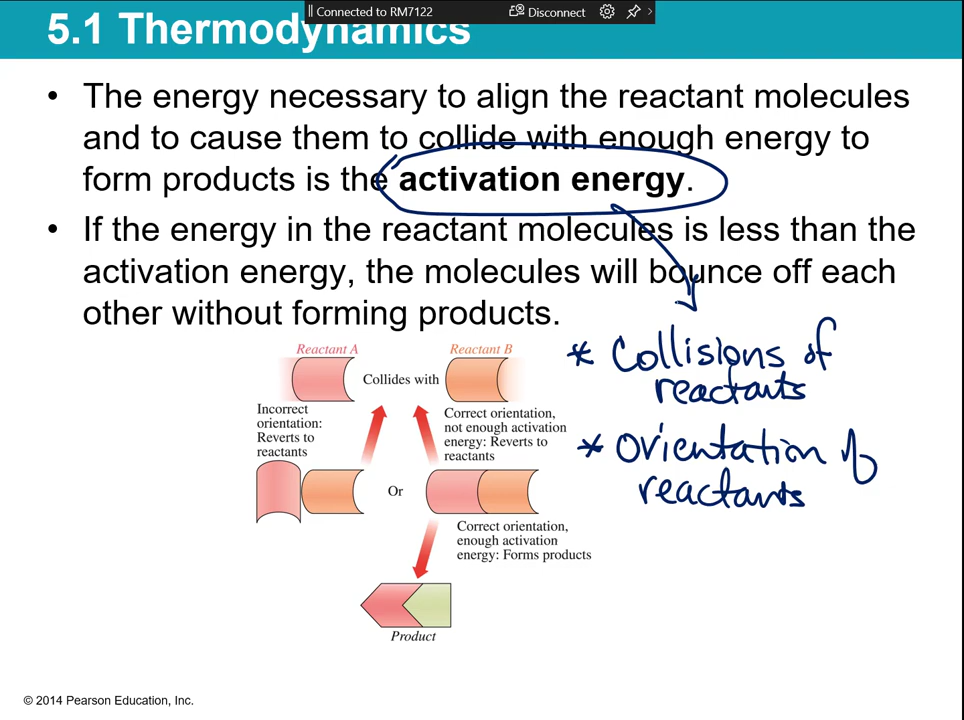 Connected to RM7122
Disconnect
5.1 Thermodynamics
• The energy necessary to align the reactant molecules
and to cause them to collide with enough energy to
form products is the activation energy.
• If the energy in the reactant molecules is less than the
activation energy, the molecules will bounce off each
other without forming products.
* Collisions of
reactants
* Orientation of
reactants
Reactant A
Collides with
Reactant B
Incorrect
orientation:
Reverts to
reactants
Correct orientation,
not enough activation
energy: Reverts to
reactants
Or
Correct orientation,
enough activation
energy: Forms products
Product
© 2014 Pearson Education, Inc.